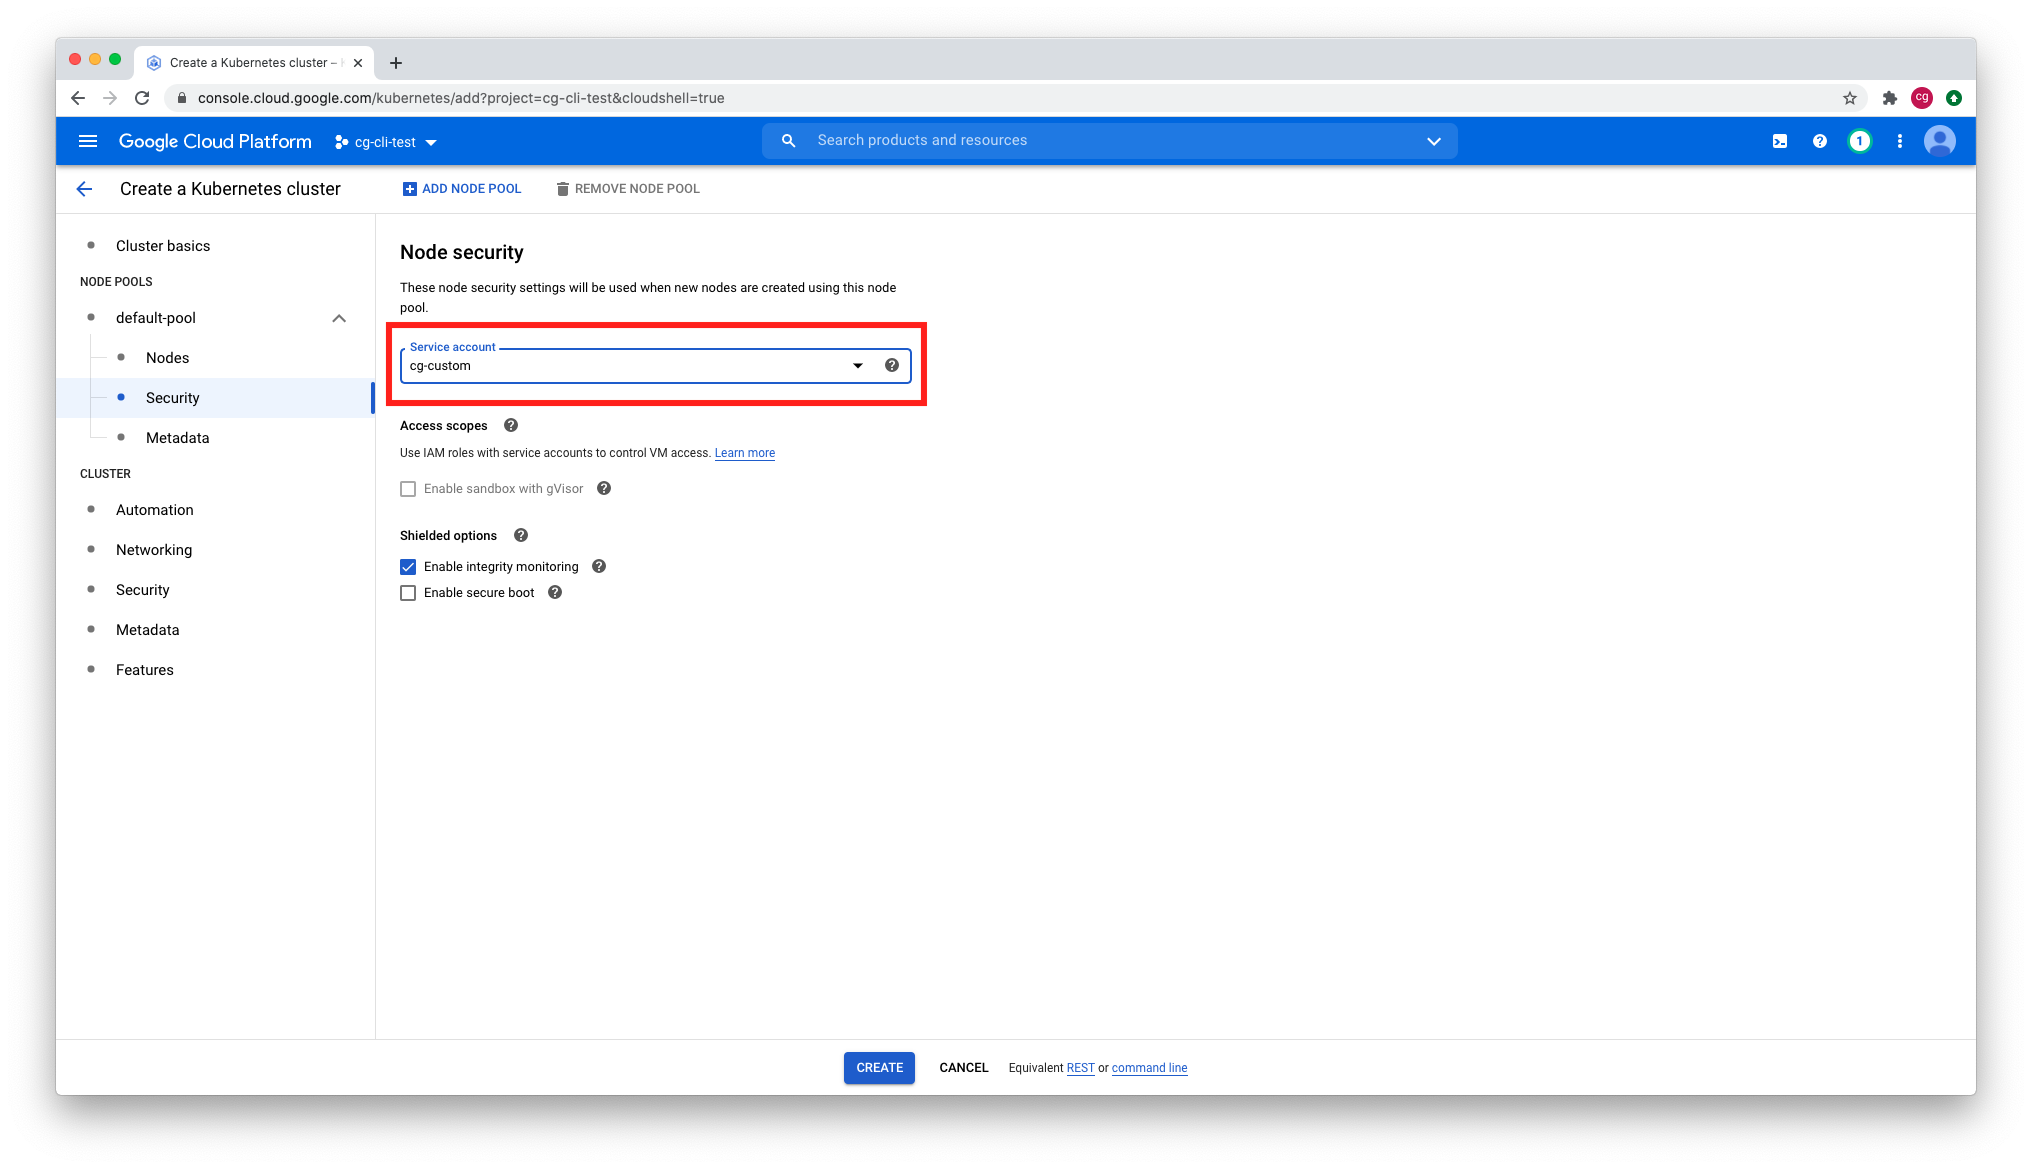 Create a Kubernetes cluster –
console.cloud.google.com/kubernetes/add?project=cg-cli-test&cloudshell=true
cg
Google Cloud Platform
cg-cli-test
Search products and resources
1
Create a Kubernetes cluster
ADD NODE POOL
REMOVE NODE POOL
Cluster basics
NODE POOLS
default-pool
Nodes
Security
Metadata
CLUSTER
Automation
Networking
Security
Metadata
Features
Node security
These node security settings will be used when new nodes are created using this node
pool.
Service account
cg-custom
Access scopes
Use IAM roles with service accounts to control VM access. Learn more
Enable sandbox with gVisor
Shielded options
Enable integrity monitoring
Enable secure boot
CREATE
CANCEL
Equivalent REST or command line